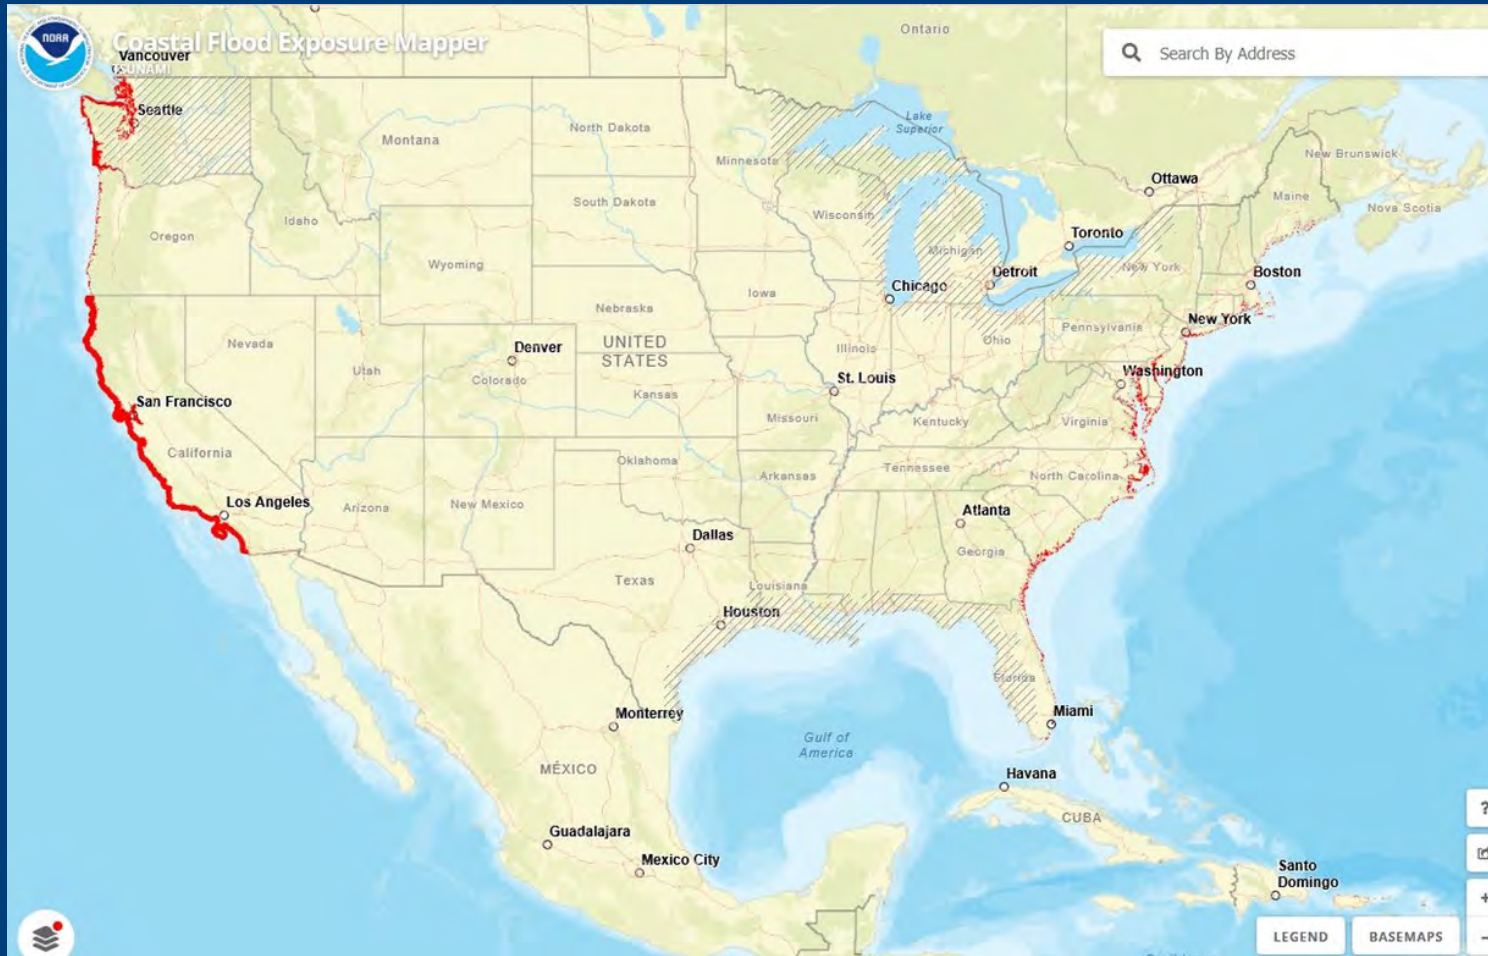 NOAA
Coastal Flood Exposure Mapper
TSUNAMI
Search By Address
Vancouver
Seattle
Ontario
Lake
Superior
Montana
North Dakota
Minnesota
Ottawa
New Brunswick
Maine
Nova Scotia
South Dakota
Wisconsin
Idaho
Oregon
Toronto
Michigan
Wyoming
Detroit
New York
Boston
Chicago
Iowa
Nebraska
New York
Pennsylvania
Nevada
UNITED
STATES
Ohio
Denver
Illinois
Utah
Colorado
St. Louis
Washington
Kansas
San Francisco
Missouri
Kentucky
Virginia
California
Oklahoma
Tennessee
Arkansas
North Carolina
Los Angeles
Arizona
New Mexico
Atlanta
Dallas
Georgia
Texas
Louisiana
Houston
Florida
Monterrey
Miami
Gulf of
America
MÉXICO
Havana
CUBA
?
Guadalajara
Mexico City
Santo
Domingo
+
LEGEND
BASEMAPS
–